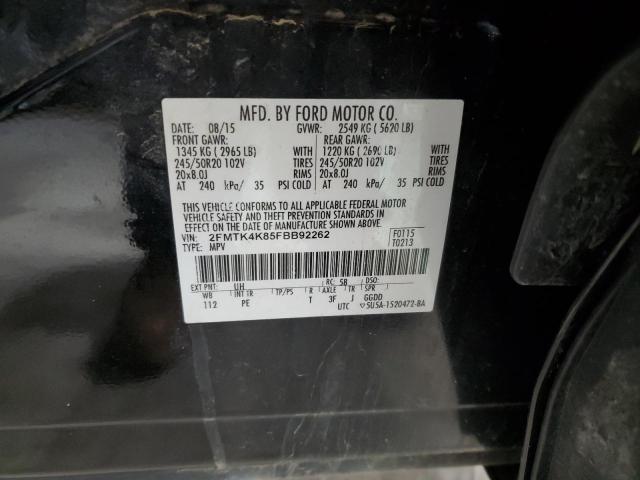 MFD. BY FORD MOTOR CO.
DATE: 08/15 GVWR: 2549 KG ( 5620 LB)
FRONT GAWR: REAR GAWR:
1345 KG ( 2965 LB) WITH 1220 KG ( 2690 LB) WITH
245/50R20 102V TIRES 245/50R20 102V TIRES
20x8.0J RIMS 20x8.0J RIMS
AT 240 kPa/ 35 PSI COLD AT 240 kPa/ 35 PSI COLD
THIS VEHICLE CONFORMS TO ALL APPLICABLE FEDERAL MOTOR
VEHICLE SAFETY AND THEFT PREVENTION STANDARDS IN
EFFECT ON THE DATE OF MANUFACTURE SHOWN ABOVE.
VIN: 2FMTK4K85FBB92262 F0115
TYPE: MPV T0213
EXT PNT: UH RC: 58 DSO:
WB INT TR TP/PS R AXLE TR SPR
112 PE T 3F J GGDD
UTC 5U5A-1520472-BA